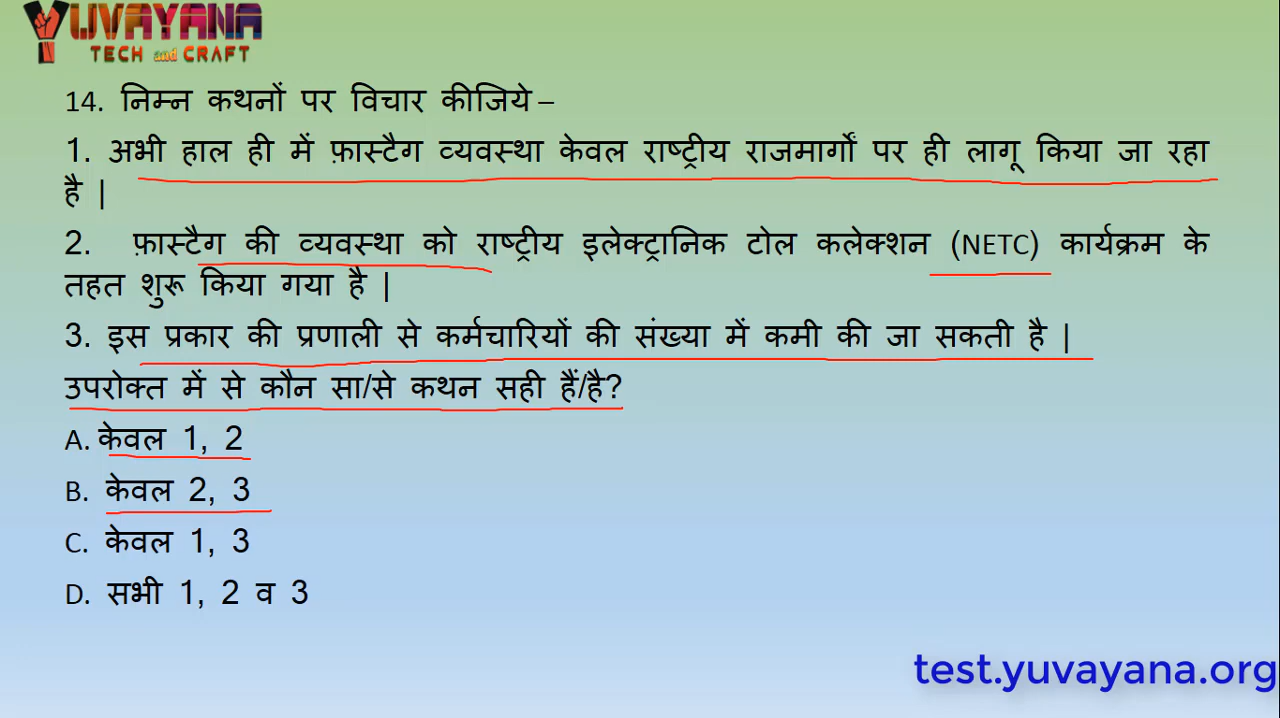 YUVAYANA
TECH and CRAFT
14. निम्न कथनों पर विचार कीजिये –
1. अभी हाल ही में फ़ास्टैग व्यवस्था केवल राष्ट्रीय राजमार्गों पर ही लागू किया जा रहा
है |
2. फ़ास्टैग की व्यवस्था को राष्ट्रीय इलेक्ट्रानिक टोल कलेक्शन (NETC) कार्यक्रम के
तहत शुरू किया गया है |
3. इस प्रकार की प्रणाली से कर्मचारियों की संख्या में कमी की जा सकती है |
उपरोक्त में से कौन सा/से कथन सही हैं/है?
A. केवल 1, 2
B. केवल 2, 3
C. केवल 1, 3
D. सभी 1, 2 व 3
test.yuvayana.org